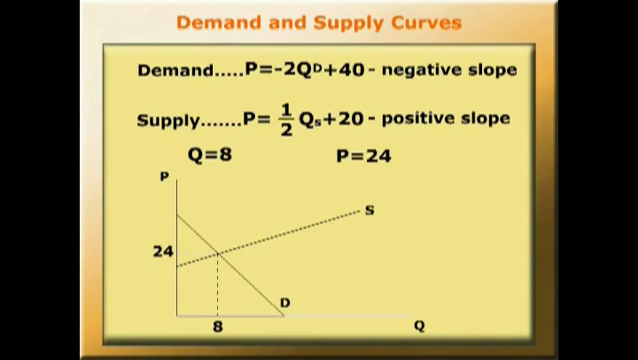 Demand and Supply Curves
Demand.....P=-2QD+40 - negative slope
Supply.......P= 1/2 Qs+20 - positive slope
Q=8 P=24
P
S
24
D
8 Q